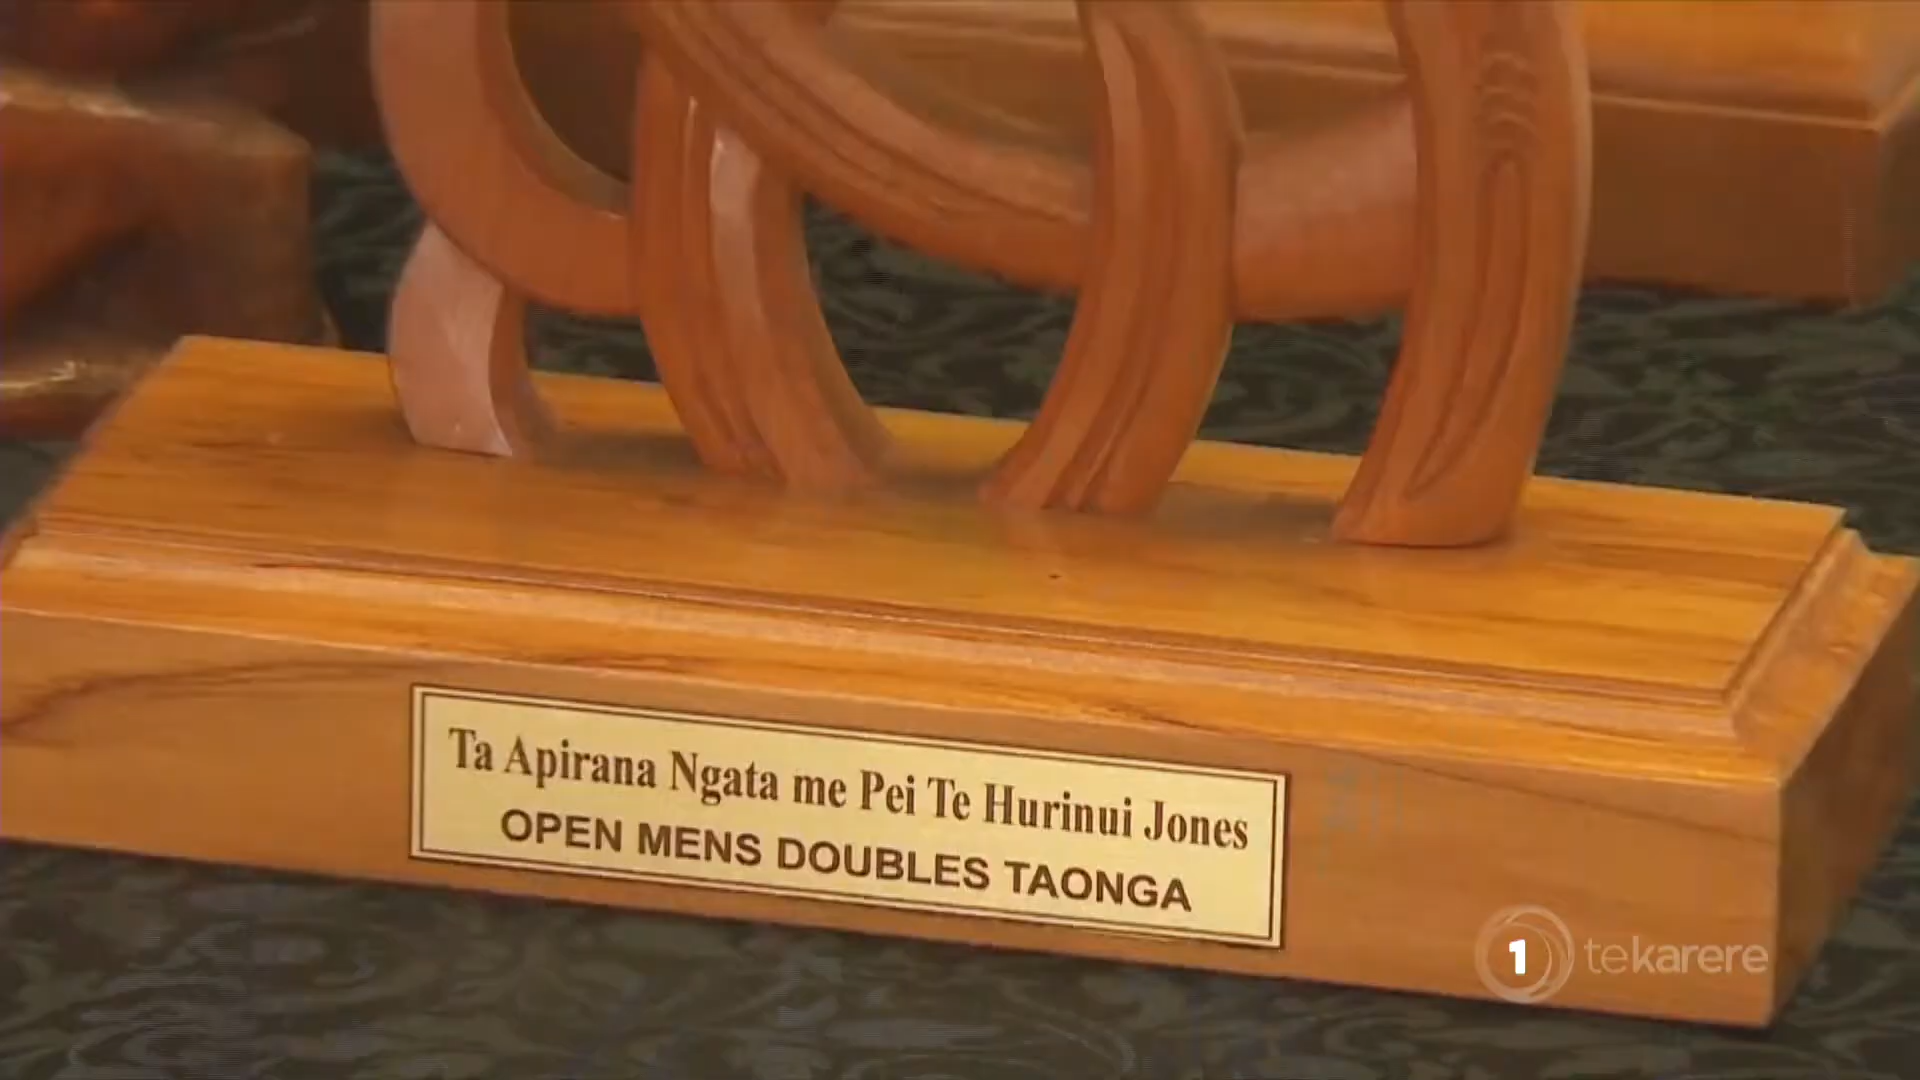 Ta Apirana Ngata me Pei Te Hurinui Jones
OPEN MENS DOUBLES TAONGA
1 tekarere